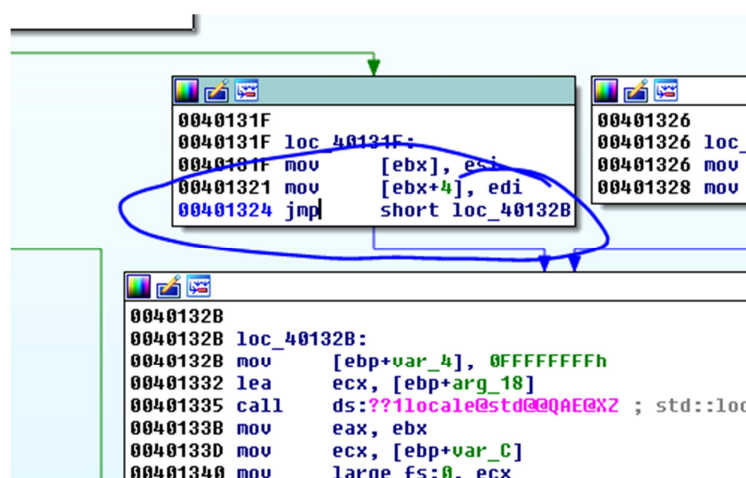 0040131F
0040131F loc_40131F:
0040131F mov [ebx], esi
00401321 mov [ebx+4], edi
00401324 jmp short loc_40132B
00401326
00401326 loc_
00401326 mov
00401328 mov
0040132B
0040132B loc_40132B:
0040132B mov [ebp+var_4], 0FFFFFFFFh
00401332 lea ecx, [ebp+arg_18]
00401335 call ds:??1locale@std@@QAE@XZ ; std::loc
0040133B mov eax, ebx
0040133D mov ecx, [ebp+var_C]
00401340 mov large fs:0, ecx